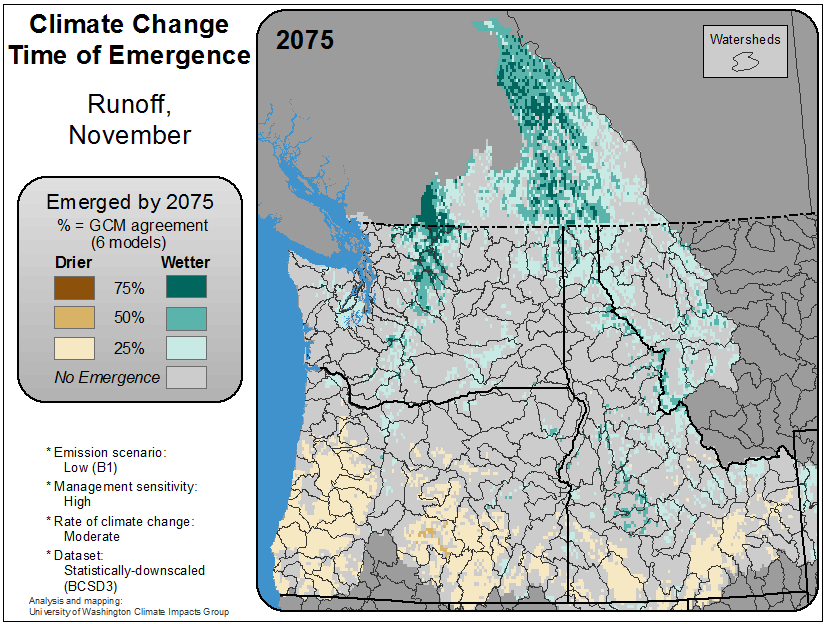 Climate Change
Time of Emergence
2075
Watersheds
Runoff,
November
Emerged by 2075
% = GCM agreement
(6 models)
Drier Wetter
75%
50%
25%
No Emergence
* Emission scenario:
Low (B1)
* Management sensitivity:
High
* Rate of climate change:
Moderate
* Dataset:
Statistically-downscaled
(BCSD3)
Analysis and mapping:
University of Washington Climate Impacts Group